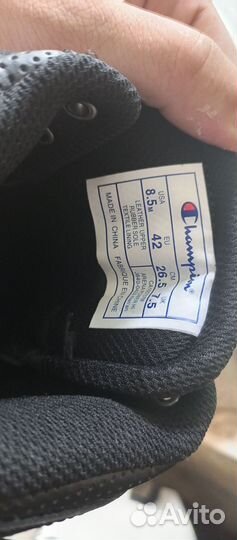 Champion
USA EU CM UK
8.5M 42 26.5 7.5
LEATHER UPPER
RUBBER SOLE
TEXTILE LINING
MADE IN CHINA FABRIQUE EN
CHINE
Avito